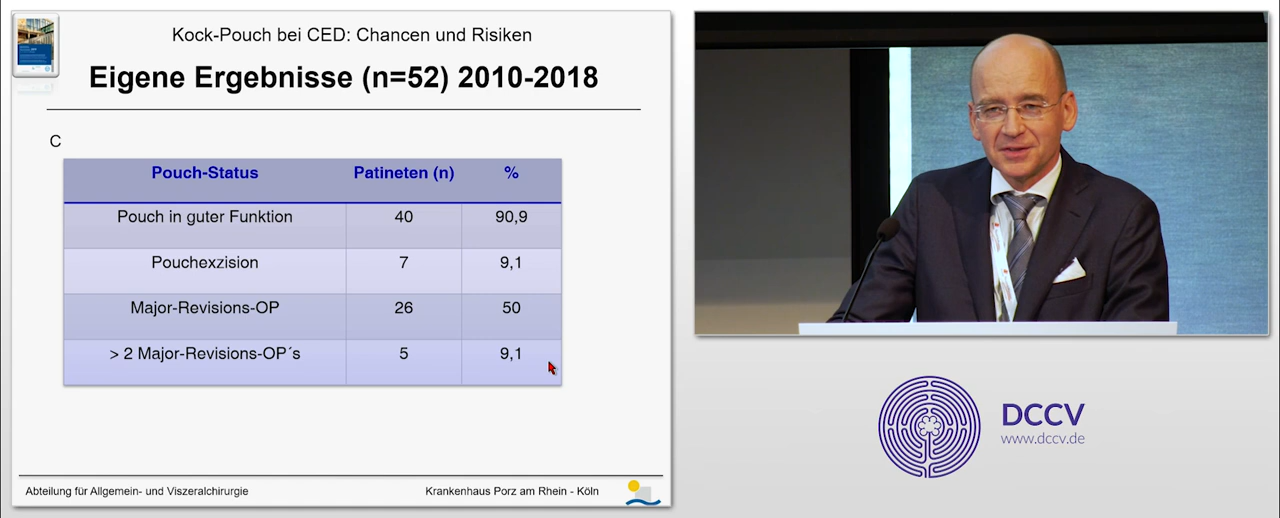 Kock-Pouch bei CED: Chancen und Risiken
Eigene Ergebnisse (n=52) 2010-2018
C
Pouch-Status Patineten (n) %
Pouch in guter Funktion 40 90,9
Pouchexzision 7 9,1
Major-Revisions-OP 26 50
> 2 Major-Revisions-OP´s 5 9,1
Abteilung für Allgemein- und Viszeralchirurgie Krankenhaus Porz am Rhein - Köln
DCCV
www.dccv.de